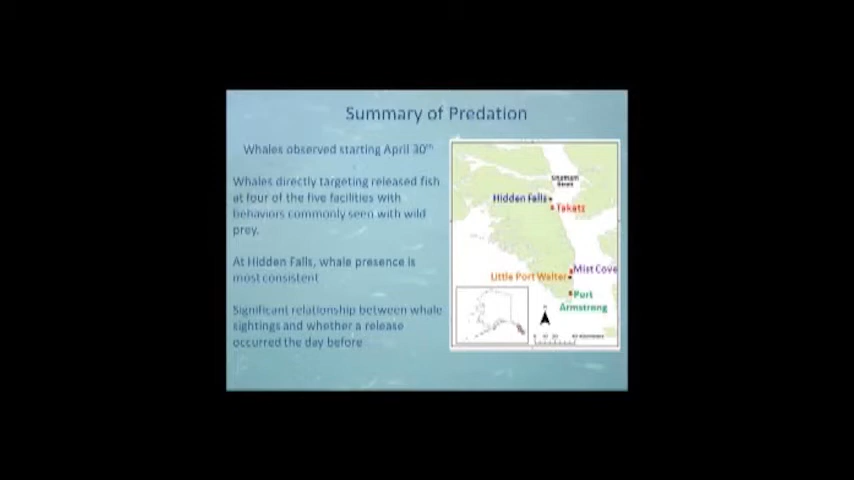 Summary of Predation
Whales observed starting April 30th
Whales directly targeting released fish
at four of the five facilities with
behaviors commonly seen with wild
prey.
At Hidden Falls, whale presence is
most consistent
Significant relationship between whale
sightings and whether a release
occurred the day before
Hidden Falls
Takatz
Mist Cove
Little Port Walter
Port
Armstrong